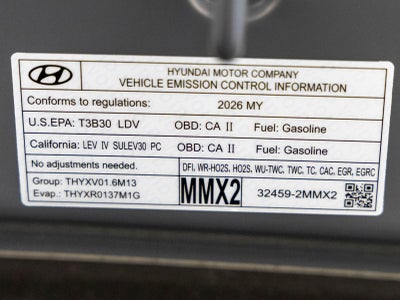 HYUNDAI MOTOR COMPANY
VEHICLE EMISSION CONTROL INFORMATION
Conforms to regulations: 2026 MY
U.S.EPA: T3B30 LDV OBD: CA II Fuel: Gasoline
California: LEV IV SULEV30 PC OBD: CA II Fuel: Gasoline
No adjustments needed. DFI, WR-HO2S, HO2S, WU-TWC, TWC, TC, CAC, EGR, EGRC
Group: THYXV01.6M13
Evap.: THYXR0137M1G
MMX2
32459-2MMX2